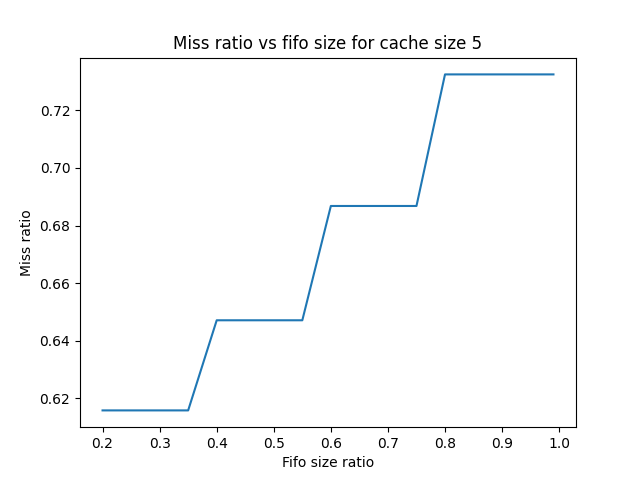 Miss ratio vs fifo size for cache size 5
0.72
0.70
0.68
0.66
0.64
0.62
Miss ratio
0.2 0.3 0.4 0.5 0.6 0.7 0.8 0.9 1.0
Fifo size ratio